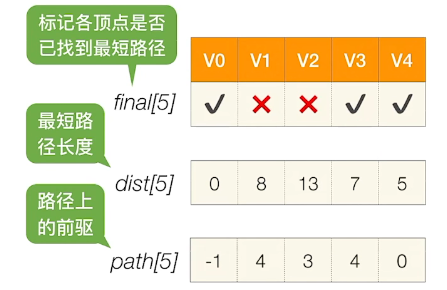 标记各顶点是否
已找到最短路径
V0 V1 V2 V3 V4
final[5] ✔ ✖ ✖ ✔ ✔
最短路
径长度
dist[5] 0 8 13 7 5
路径上
的前驱
path[5] -1 4 3 4 0